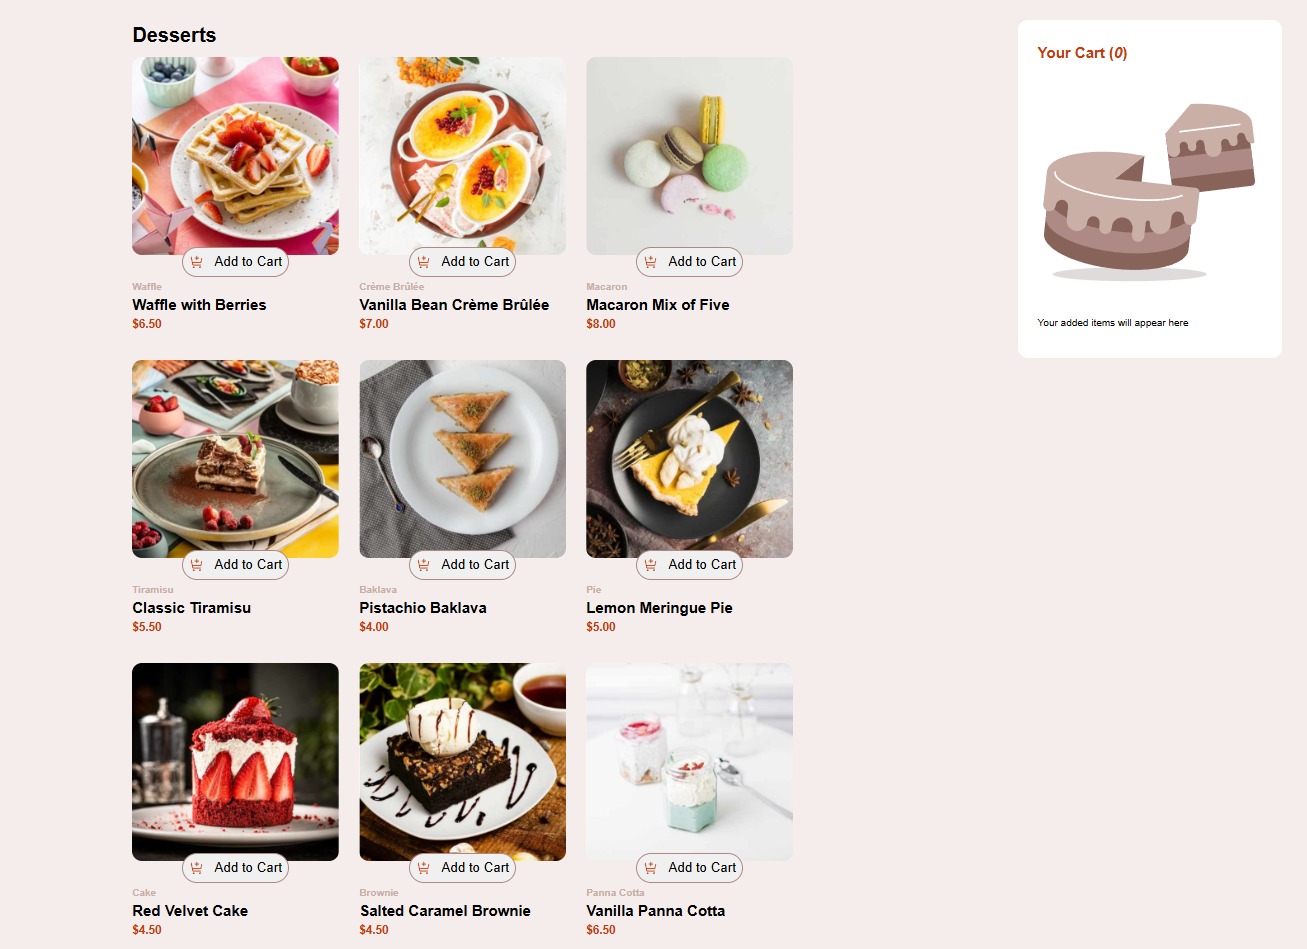 Desserts
Your Cart (0)
Add to Cart
Add to Cart
Add to Cart
Waffle
Crème Brûlée
Macaron
Waffle with Berries
Vanilla Bean Crème Brûlée
Macaron Mix of Five
$6.50
$7.00
$8.00
Your added items will appear here
Add to Cart
Add to Cart
Add to Cart
Tiramisu
Baklava
Pie
Classic Tiramisu
Pistachio Baklava
Lemon Meringue Pie
$5.50
$4.00
$5.00
Add to Cart
Add to Cart
Add to Cart
Cake
Brownie
Panna Cotta
Red Velvet Cake
Salted Caramel Brownie
Vanilla Panna Cotta
$4.50
$4.50
$6.50